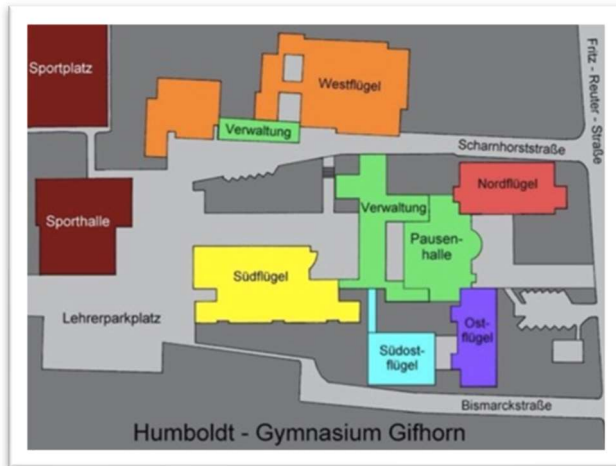 Sportplatz
Westflügel
Fritz - Reuter - Straße
Verwaltung
Scharnhorststraße
Nordflügel
Verwaltung
Sporthalle
Pausen-
halle
Südflügel
Lehrerparkplatz
Ost-
flügel
Südost-
flügel
Bismarckstraße
Humboldt - Gymnasium Gifhorn